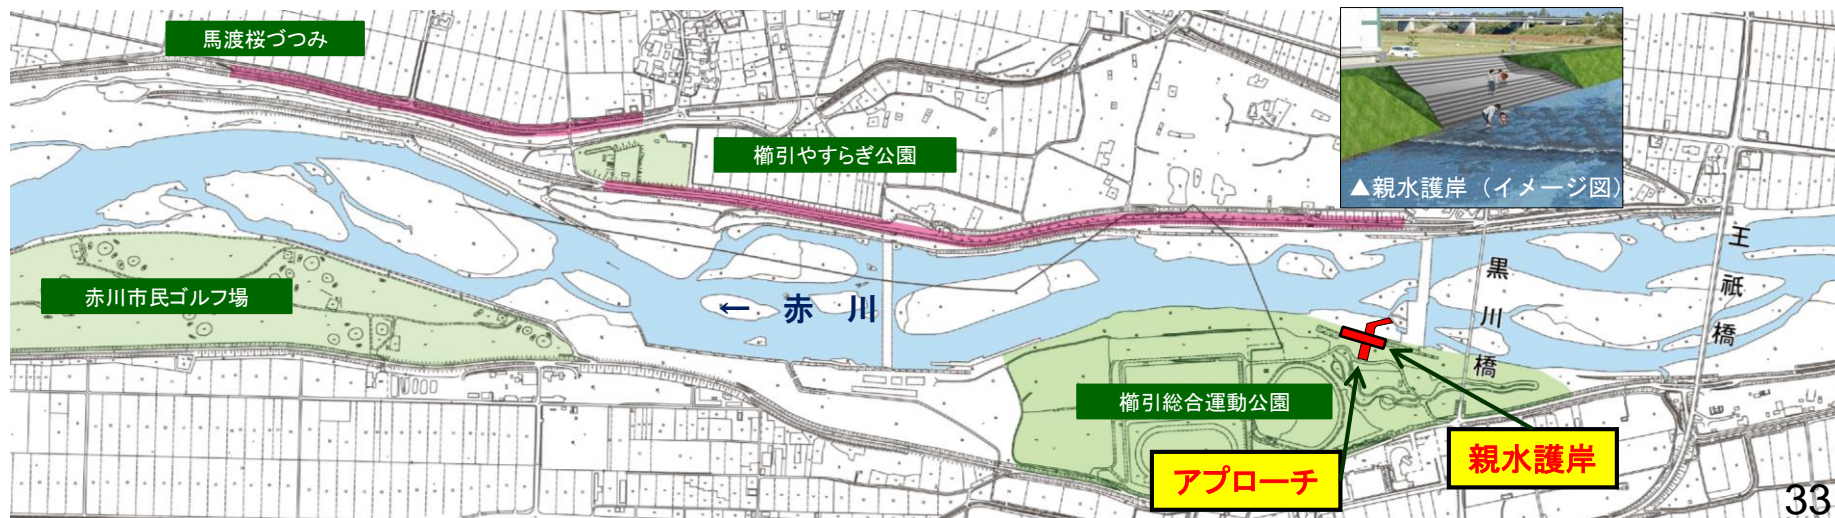 馬渡桜づつみ
櫛引やすらぎ公園
▲親水護岸（イメージ図）
赤川市民ゴルフ場
← 赤 川
黒川橋
王祇橋
櫛引総合運動公園
アプローチ
親水護岸
33